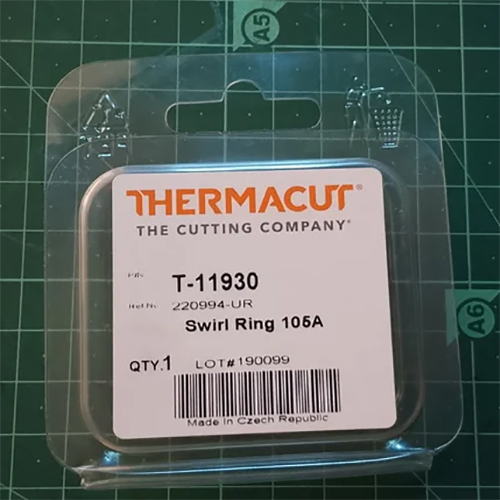 A5
THERMACUT®
THE CUTTING COMPANY®
P/N: T-11930
Ref.No. 220994-UR
Swirl Ring 105A
QTY.1 LOT#190099
Made In Czech Republic
A6